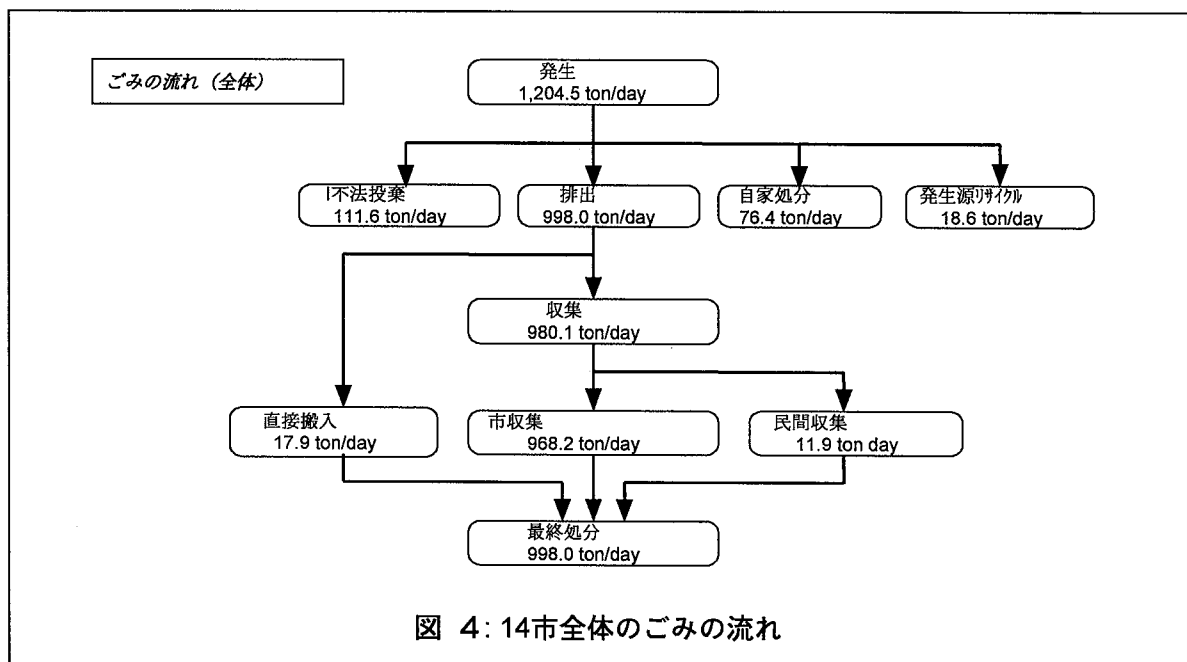 ごみの流れ（全体）
発生
1,204.5 ton/day
不法投棄
111.6 ton/day
排出
998.0 ton/day
自家処分
76.4 ton/day
発生源リサイクル
18.6 ton/day
収集
980.1 ton/day
直接搬入
17.9 ton/day
市収集
968.2 ton/day
民間収集
11.9 ton day
最終処分
998.0 ton/day
図 4: 14市全体のごみの流れ